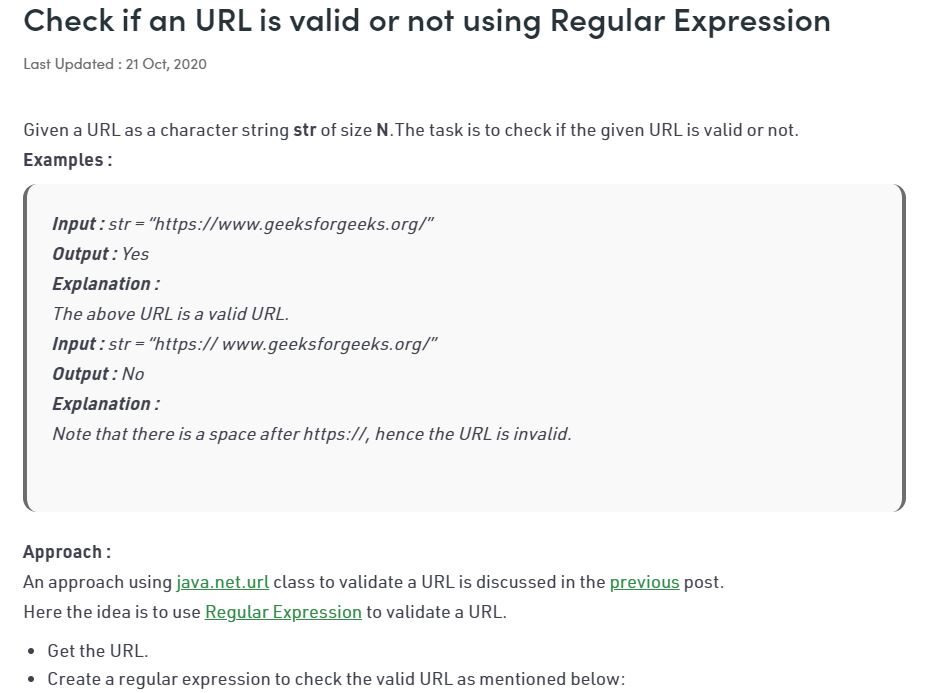 Check if an URL is valid or not using Regular Expression
Last Updated : 21 Oct, 2020
Given a URL as a character string str of size N.The task is to check if the given URL is valid or not.
Examples :
Input : str = “https://www.geeksforgeeks.org/”
Output : Yes
Explanation :
The above URL is a valid URL.
Input : str = “https:// www.geeksforgeeks.org/”
Output : No
Explanation :
Note that there is a space after https://, hence the URL is invalid.
Approach :
An approach using java.net.url class to validate a URL is discussed in the previous post.
Here the idea is to use Regular Expression to validate a URL.
• Get the URL.
• Create a regular expression to check the valid URL as mentioned below: